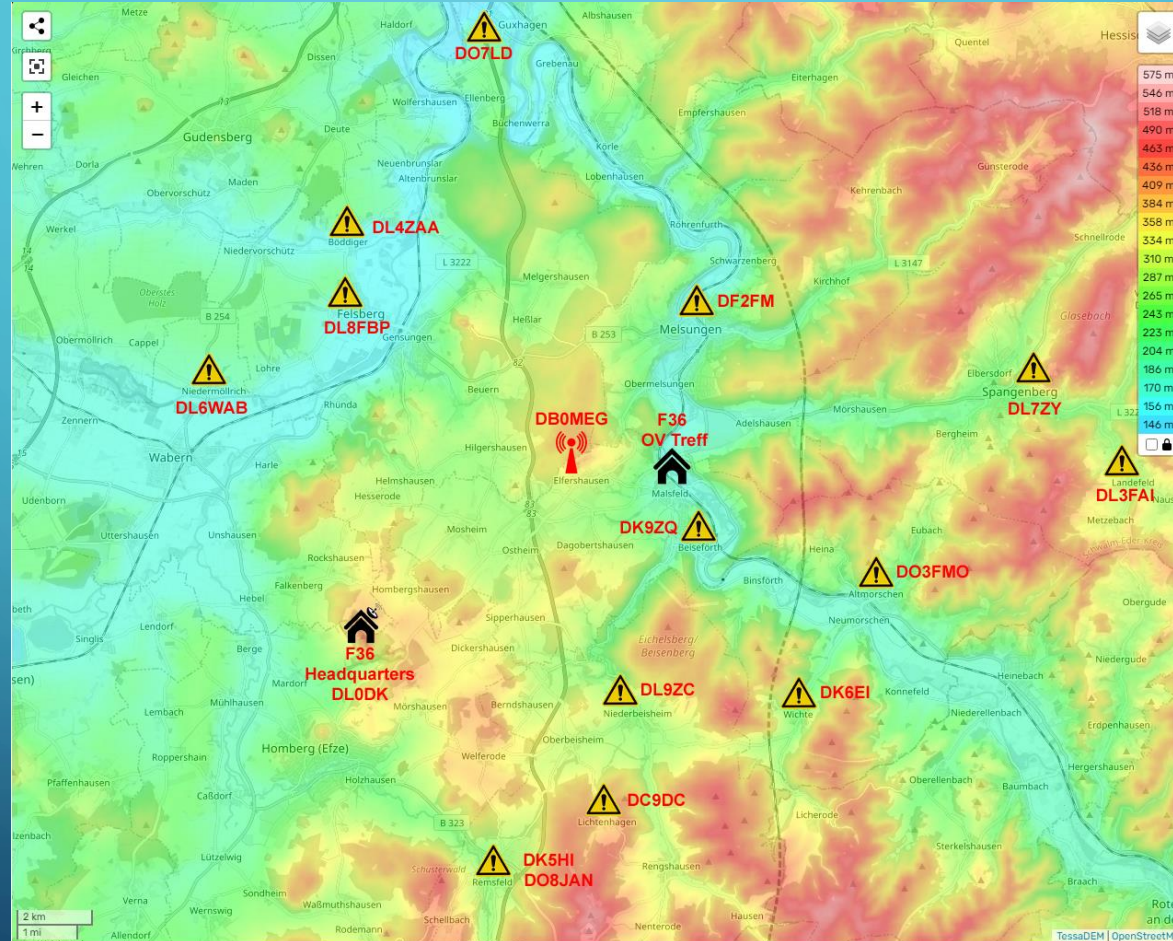 Metze
Haldorf
Guxhagen
Albshausen
DO7LD
Grebenau
Quentel
Hessis
Dissen
Eiterhagen
Gleichen
Wolfershausen
Ellenberg
Büchenwerra
Empfershausen
575 m
546 m
518 m
490 m
463 m
436 m
409 m
384 m
358 m
334 m
310 m
287 m
265 m
243 m
223 m
204 m
186 m
170 m
156 m
146 m
Gudensberg
Deute
Körle
Dorla
Neuenbrunslar
Altenbrunslar
Lobenhausen
Günsterode
Maden
Obervorschütz
Kehrenbach
Werkel
DL4ZAA
Böddiger
Röhrenfurth
Schnellrode
Niedervorschütz
L 3222
Schwarzenberg
L 3147
Kirchhof
Melgershausen
Oberstes
Holz
B 254
DL8FBP
Felsberg
Heßlar
DF2FM
Melsungen
Glasebach
Obermöllrich
Cappel
Gensungen
B 253
Lohre
Niedermöllrich
Beuern
Obermelsungen
Elbersdorf
Spangenberg
DL6WAB
Zennern
Rhünda
Mörshausen
DL7ZY
DB0MEG
F36
OV Treff
Adelshausen
Bergheim
Wabern
Harle
Hilgershausen
Elfershausen
Malsfeld
Landefeld
DL3FAI
Helmshausen
Hesserode
Udenborn
Uttershausen
Unshausen
Mosheim
Ostheim
Dagobertshausen
DK9ZQ
Beiseförth
Eubach
Metzebach
Heina
Rockshausen
Binsförth
DO3FMO
Altmorschen
Falkenberg
Hombergshausen
Hebel
Sipperhausen
Neumorschen
Obergude
Singlis
Lendorf
Berge
F36
Headquarters
DL0DK
Dickershausen
Eichelsberg/
Beisenberg
Niedergude
Heinebach
Mardorf
Mörshausen
Berndshausen
DL9ZC
Niederbeisheim
DK6EI
Wichte
Konnefeld
Lembach
Mühlhausen
Niederellenbach
Erdpenhausen
Homberg (Efze)
Oberbeisheim
Roppershain
Welferode
Hergershausen
Pfaffenhausen
Holzhausen
Oberellenbach
Baumbach
Caßdorf
DC9DC
Lichtenhagen
B 323
Licherode
Lützelwig
DK5HI
DO8JAN
Remsfeld
Sterkelshausen
Schusterwald
Rengshausen
Braach
Sondheim
Verna
Waßmuthshausen
Hausen
2 km
1 mi
Wernswig
Allendorf
Rodemann
Schellbach
Nenterode
TessaDEM | OpenStreetM